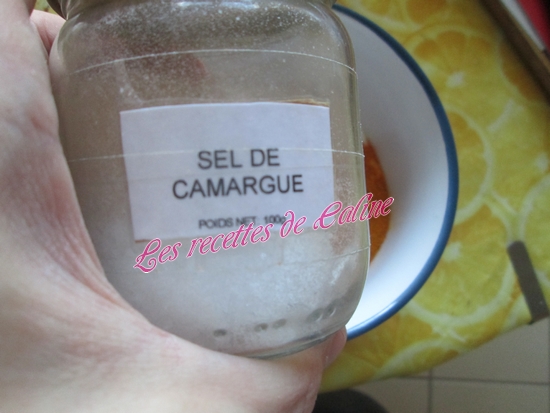 SEL DE
CAMARGUE
POIDS NET 100g
Les recettes de Caline